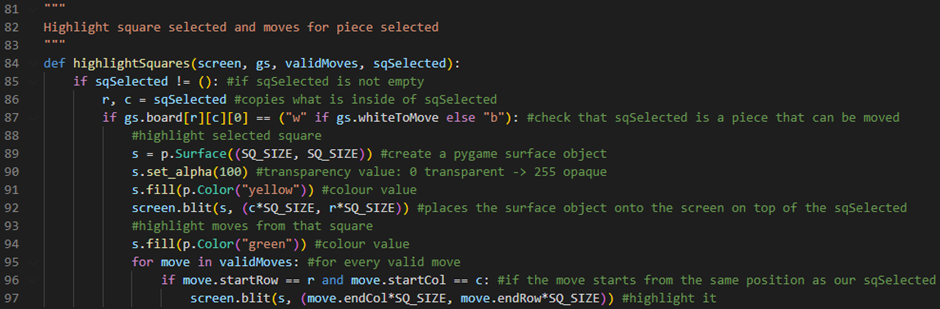 81 """
82 Highlight square selected and moves for piece selected
83 """
84 def highlightSquares(screen, gs, validMoves, sqSelected):
85     if sqSelected != (): #if sqSelected is not empty
86         r, c = sqSelected #copies what is inside of sqSelected
87         if gs.board[r][c][0] == ("w" if gs.whiteToMove else "b"): #check that sqSelected is a piece that can be moved
88             #highlight selected square
89             s = p.Surface((SQ_SIZE, SQ_SIZE)) #create a pygame surface object
90             s.set_alpha(100) #transparency value: 0 transparent -> 255 opaque
91             s.fill(p.Color("yellow")) #colour value
92             screen.blit(s, (c*SQ_SIZE, r*SQ_SIZE)) #places the surface object onto the screen on top of the sqSelected
93             #highlight moves from that square
94             s.fill(p.Color("green")) #colour value
95             for move in validMoves: #for every valid move
96                 if move.startRow == r and move.startCol == c: #if the move starts from the same position as our sqSelected
97                     screen.blit(s, (move.endCol*SQ_SIZE, move.endRow*SQ_SIZE)) #highlight it